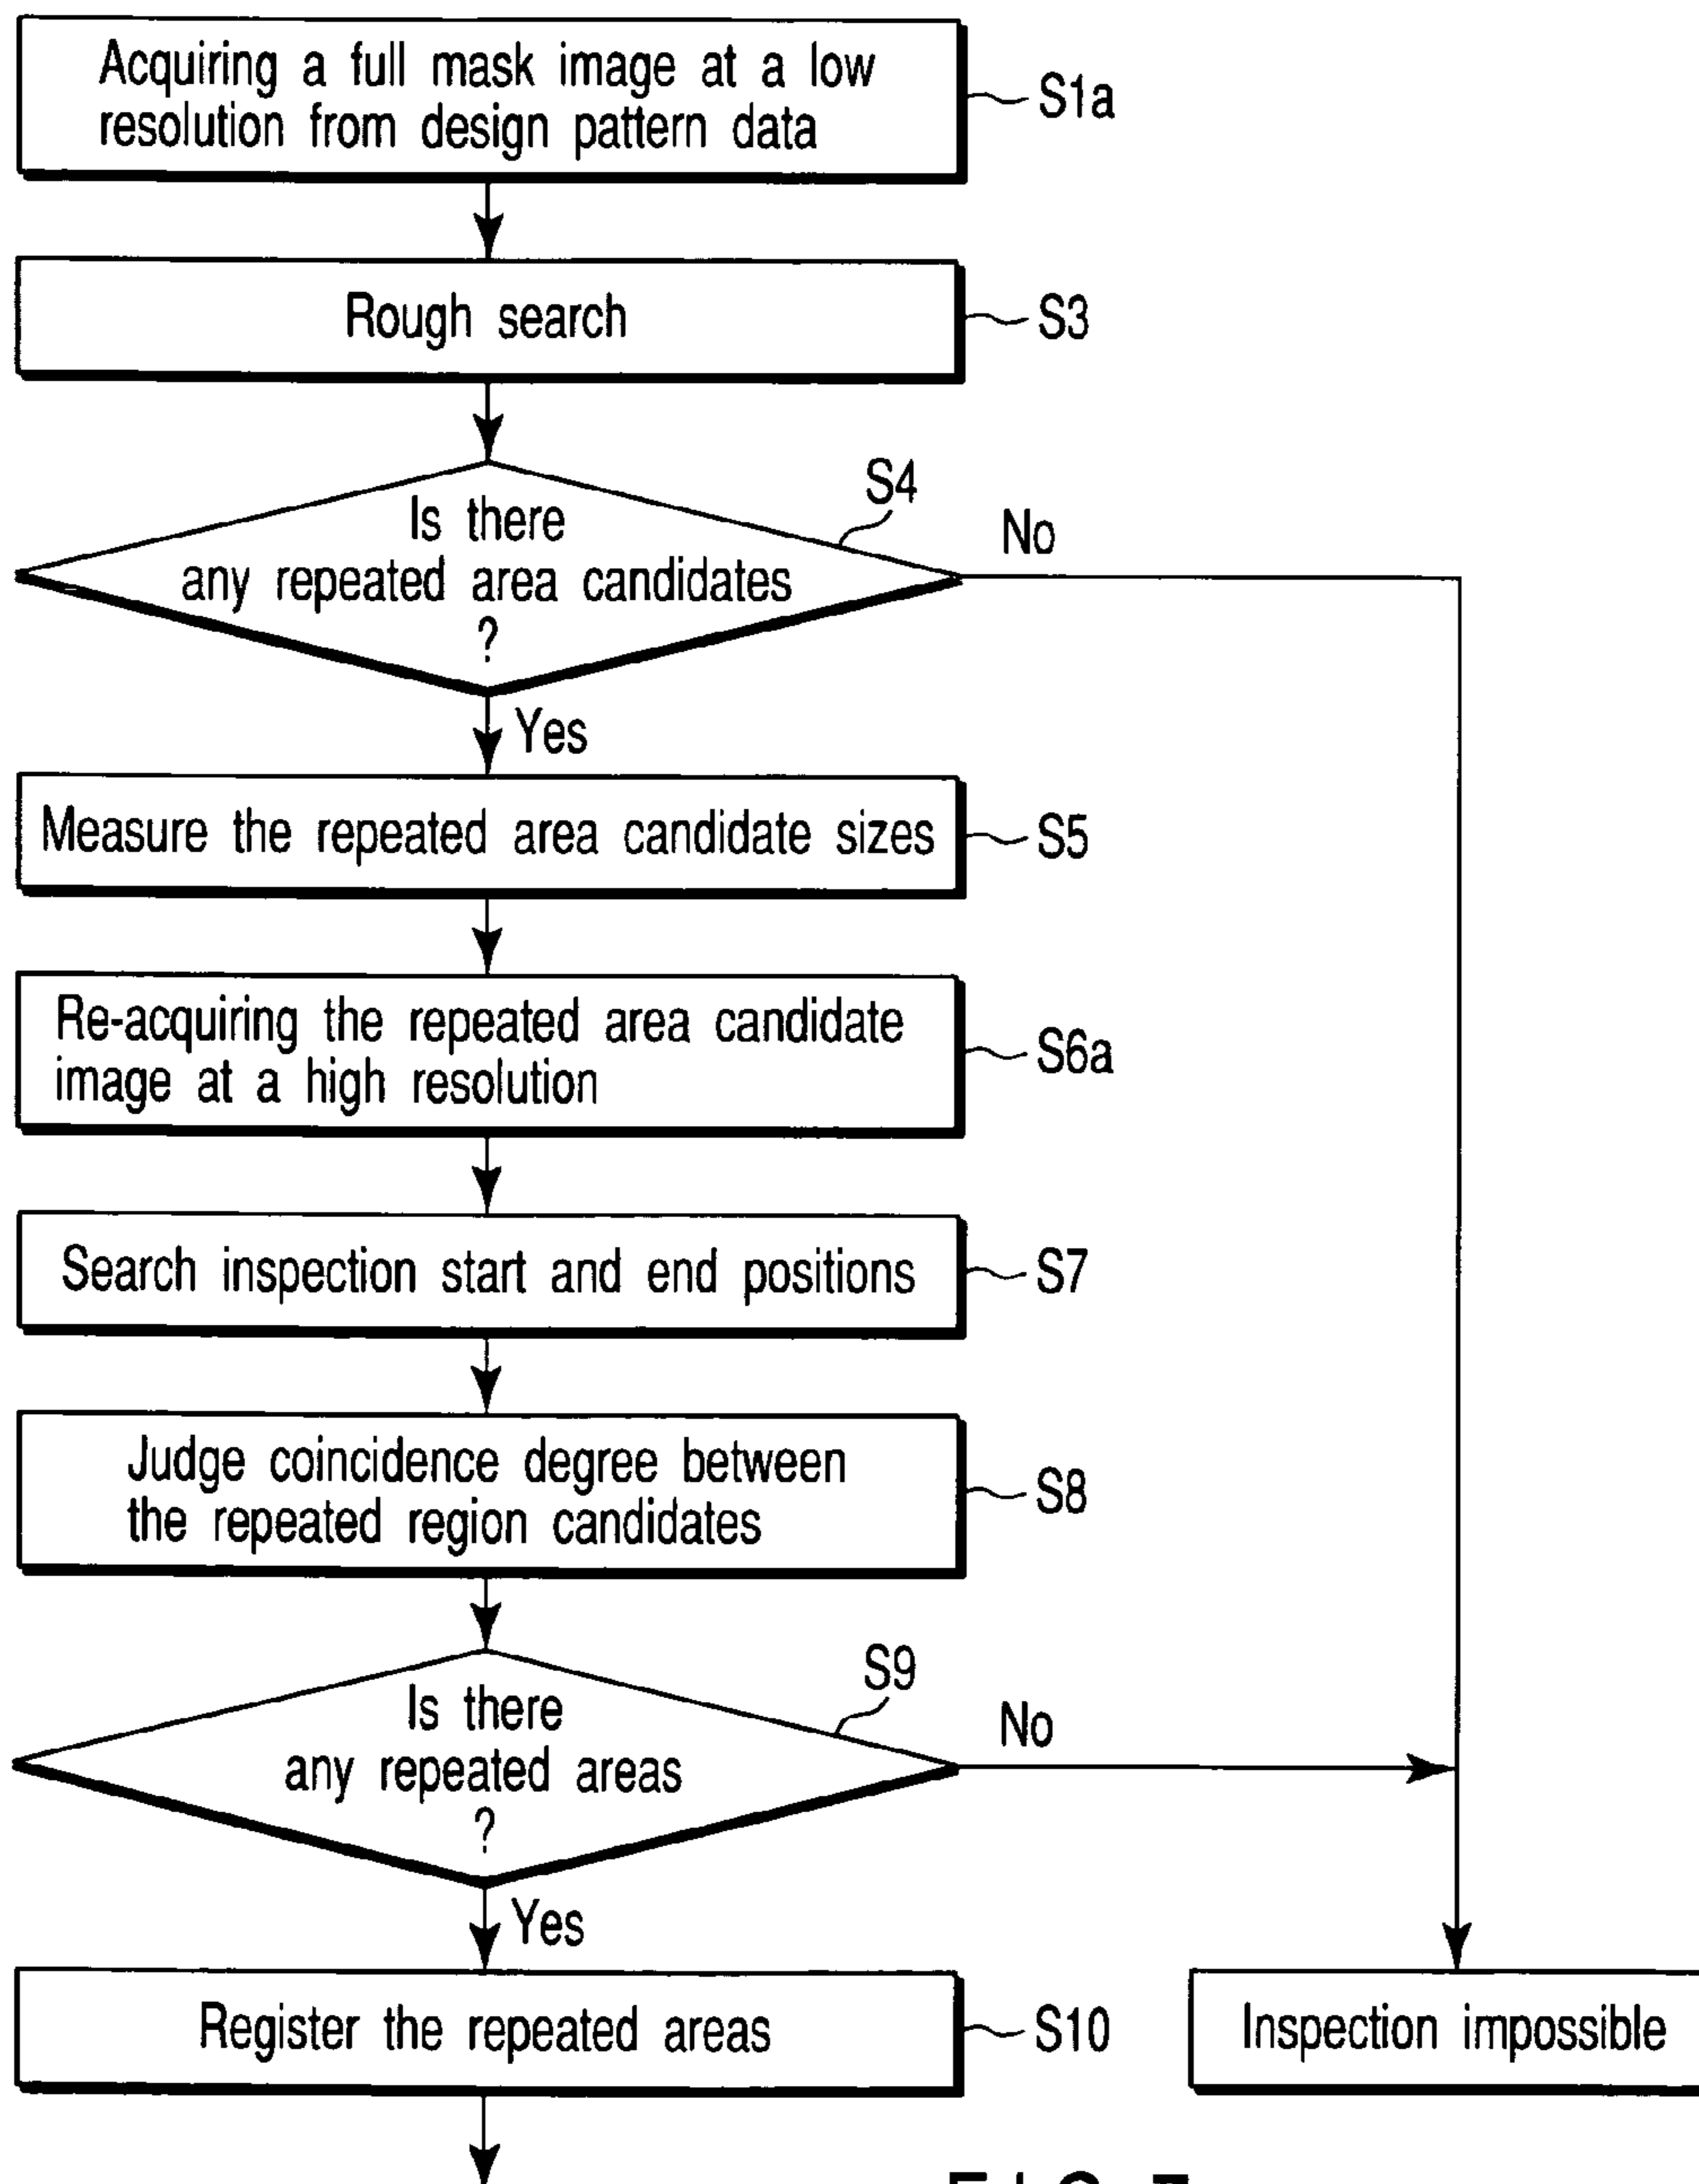 Acquiring a full mask image at a low
resolution from design pattern data
S1a
Rough search
S3
S4
Is there
any repeated area candidates
?
No
Yes
Measure the repeated area candidate sizes
S5
Re-acquiring the repeated area candidate
image at a high resolution
S6a
Search inspection start and end positions
S7
Judge coincidence degree between
the repeated region candidates
S8
S9
Is there
any repeated areas
?
No
Yes
Register the repeated areas
S10
Inspection impossible